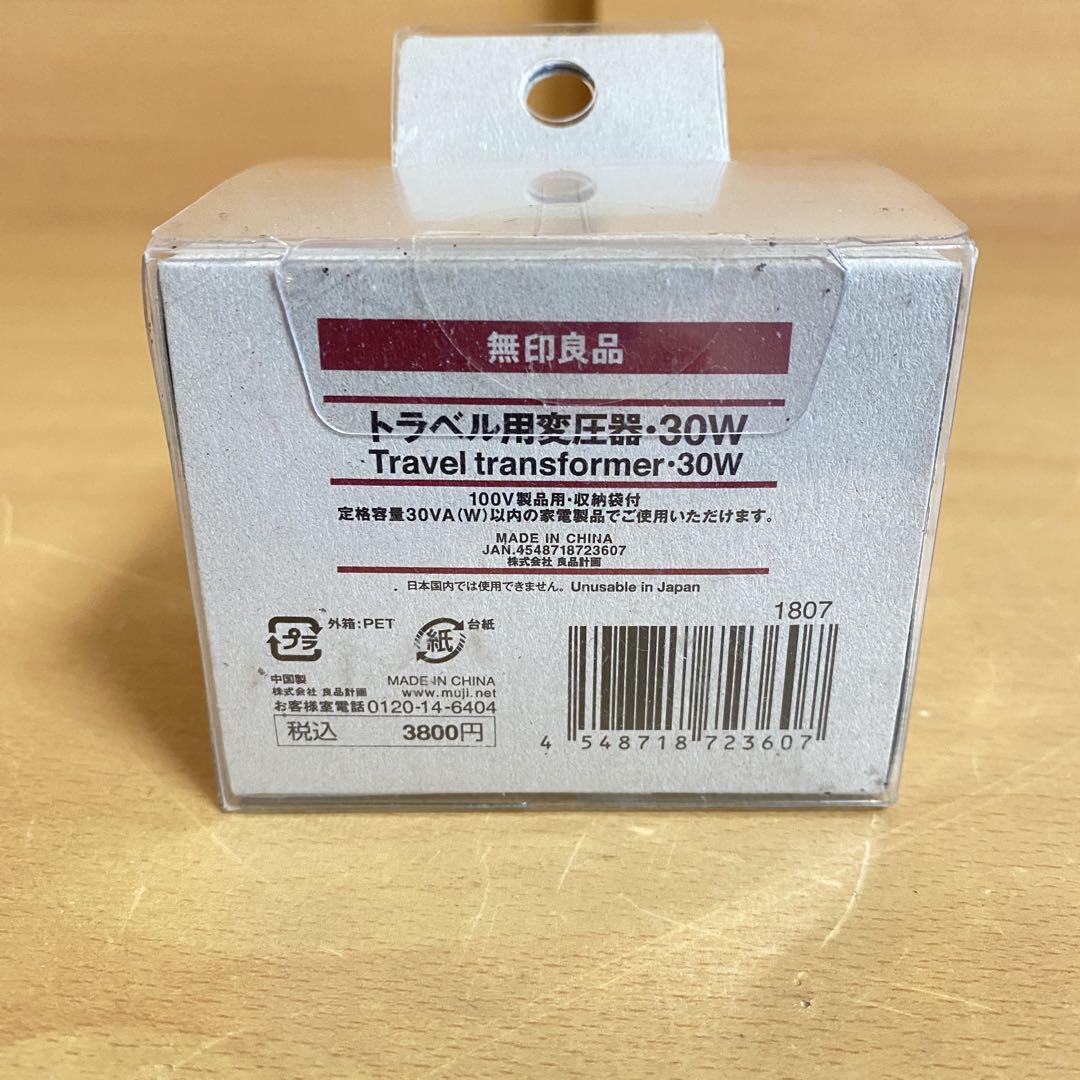 無印良品
トラベル用変圧器・30W
Travel transformer・30W
100V製品用・収納袋付
定格容量30VA(W)以内の家電製品でご使用いただけます。
MADE IN CHINA
JAN.4548718723607
株式会社 良品計画
日本国内では使用できません。Unusable in Japan
1807
プラ 外箱:PET
紙 台紙
中国製 MADE IN CHINA
株式会社 良品計画 www.muji.net
お客様室電話0120-14-6404
税込 3800円
4 548718 723607